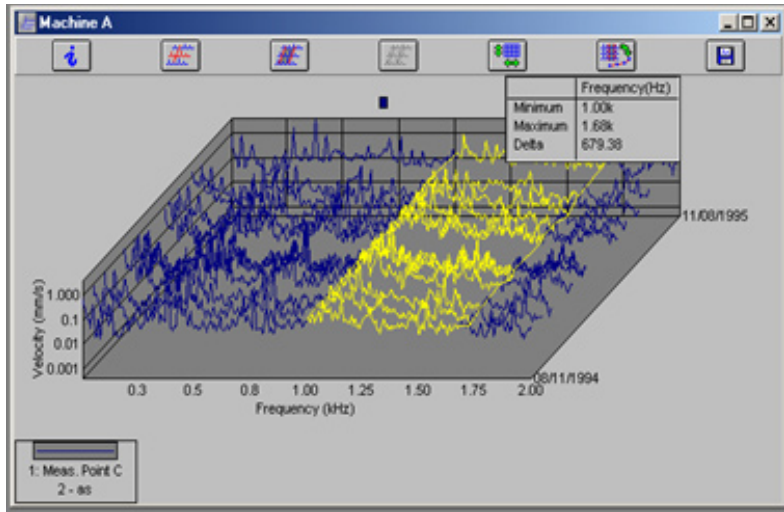 Machine A
Frequency(Hz)
Minimum 1.00k
Maximum 1.68k
Delta 679.38
11/08/1995
1.000
0.1
0.01
0.001
Velocity (mm/s)
08/11/1994
0.3 0.5 0.8 1.00 1.25 1.50 1.75 2.00
Frequency (kHz)
1: Meas. Point C
2 - as